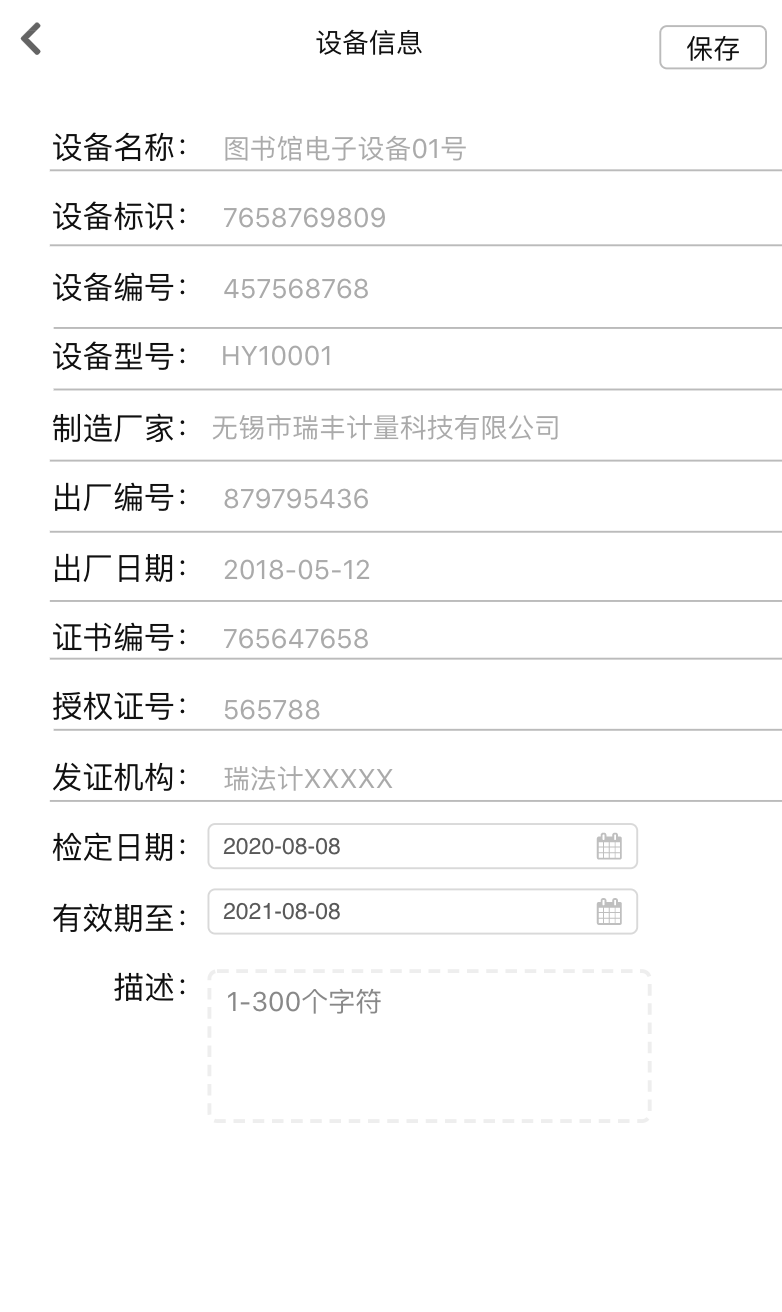 设备信息
保存
设备名称： 图书馆电子设备01号
设备标识： 7658769809
设备编号： 457568768
设备型号： HY10001
制造厂家： 无锡市瑞丰计量科技有限公司
出厂编号： 879795436
出厂日期： 2018-05-12
证书编号： 765647658
授权证号： 565788
发证机构： 瑞法计XXXXX
检定日期： 2020-08-08
有效期至： 2021-08-08
描述： 1-300个字符